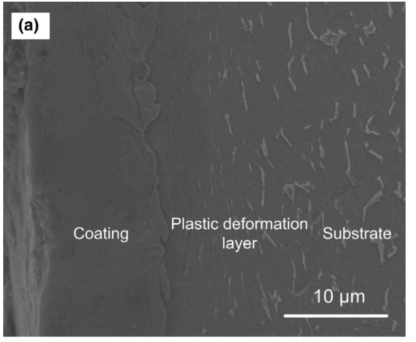 (a)
Coating
Plastic deformation
layer
Substrate
10 µm